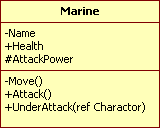 Marine
-Name
+Health
#AttackPower
-Move()
+Attack()
+UnderAttack(ref Charactor)